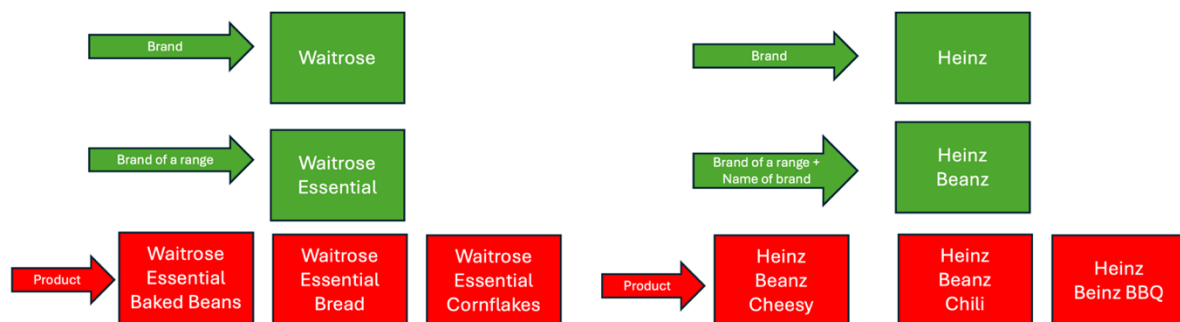 Brand
Waitrose
Brand
Heinz
Brand of a range
Waitrose
Essential
Brand of a range +
Name of brand
Heinz
Beanz
Product
Waitrose
Essential
Baked Beans
Waitrose
Essential
Bread
Waitrose
Essential
Cornflakes
Product
Heinz
Beanz
Cheesy
Heinz
Beanz
Chili
Heinz
Beinz BBQ